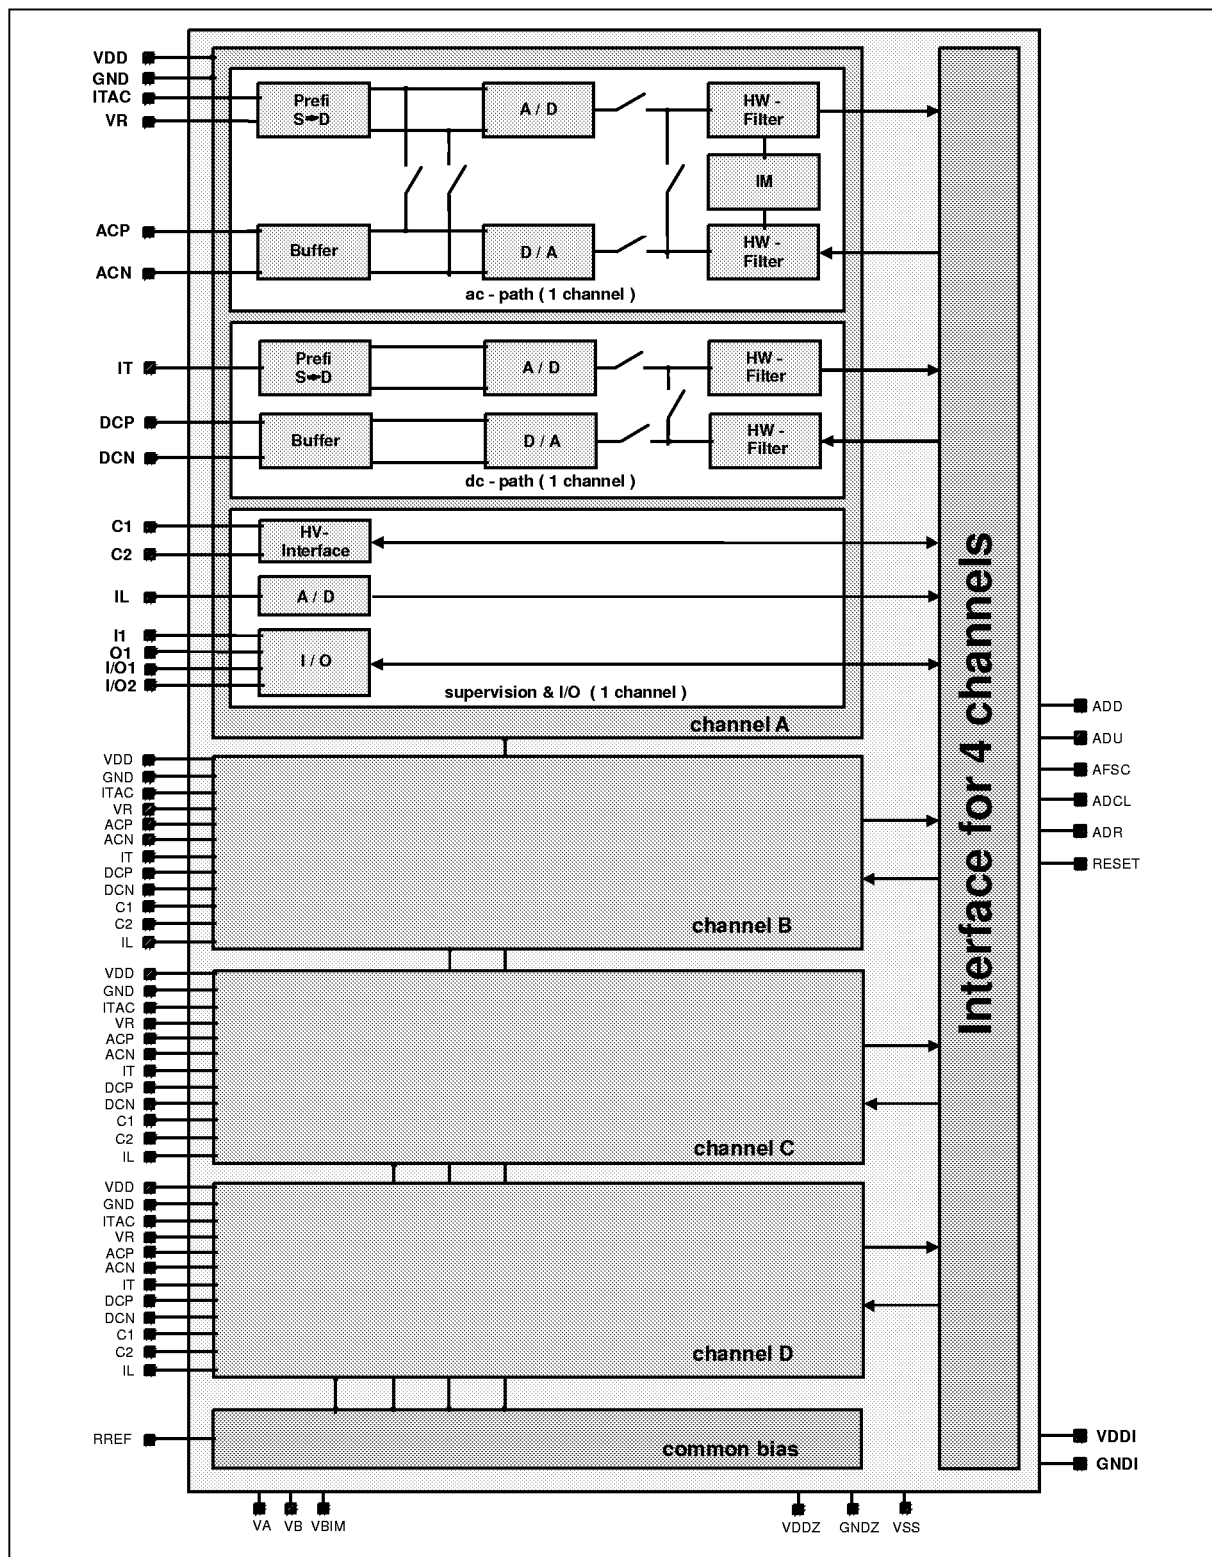 VDD
GND
ITAC
VR
Prefi
S D
A / D
HW -
Filter
IM
ACP
ACN
Buffer
D / A
HW -
Filter
ac - path ( 1 channel )
IT
Prefi
S D
A / D
HW -
Filter
DCP
DCN
Buffer
D / A
HW -
Filter
dc - path ( 1 channel )
C1
C2
HV-
Interface
IL
A / D
I1
O1
I/O1
I/O2
I / O
supervision & I/O ( 1 channel )
channel A
VDD
GND
ITAC
VR
ACP
ACN
IT
DCP
DCN
C1
C2
IL
channel B
VDD
GND
ITAC
VR
ACP
ACN
IT
DCP
DCN
C1
C2
IL
channel C
VDD
GND
ITAC
VR
ACP
ACN
IT
DCP
DCN
C1
C2
IL
channel D
RREF
common bias
Interface for 4 channels
ADD
ADU
AFSC
ADCL
ADR
RESET
VDDI
GNDI
VA
VB
VBIM
VDDZ
GNDZ
VSS